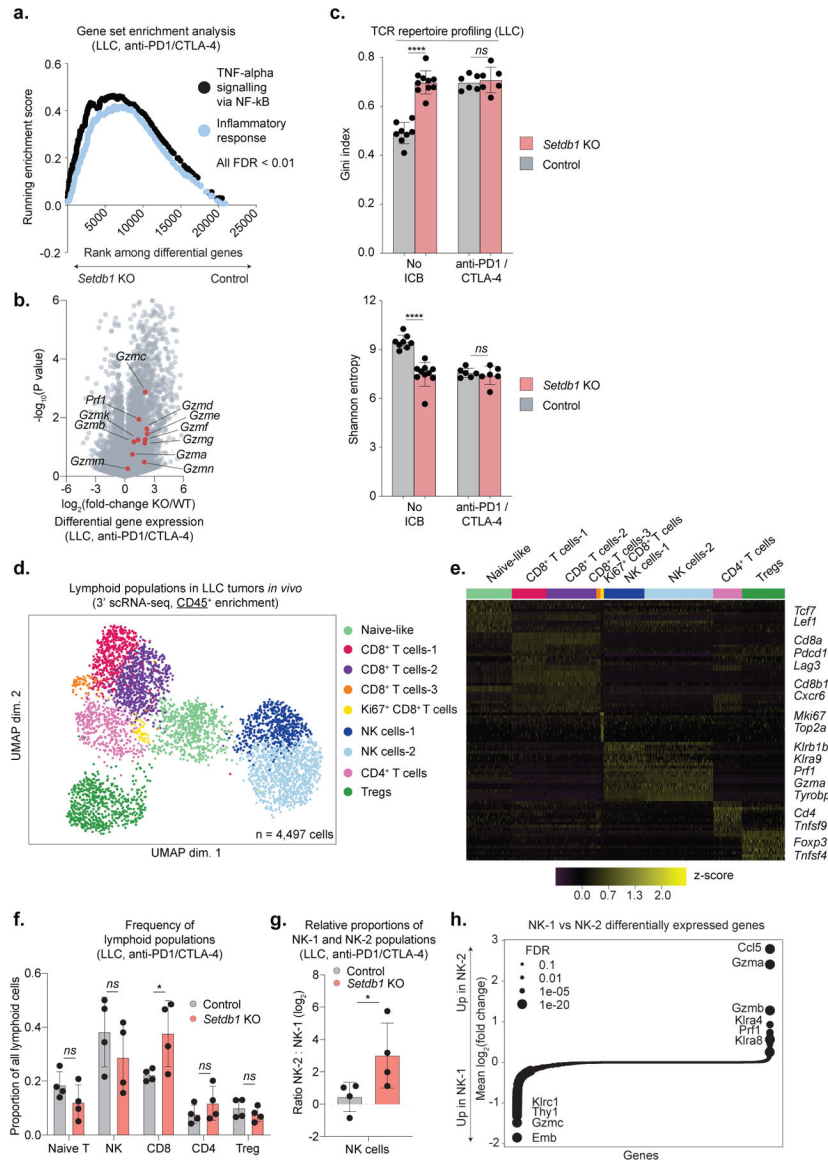 a.
Gene set enrichment analysis
(LLC, anti-PD1/CTLA-4)
TNF-alpha
signalling
via NF-kB
Inflammatory
response
All FDR < 0.01
Running enrichment score
0.6
0.4
0.2
0.0
-0.2
5000
10000
15000
20000
25000
Rank among differential genes
Setdb1 KO
Control
b.
-log10(P value)
6
4
2
0
Gzmc
Prf1
Gzmk
Gzmb
Gzmm
Gzmd
Gzme
Gzmf
Gzmg
Gzma
Gzmn
-6
-3
0
3
6
log2(fold-change KO/WT)
Differential gene expression
(LLC, anti-PD1/CTLA-4)
c.
TCR repertoire profiling (LLC)
****
ns
Gini index
0.8
0.6
0.4
0.2
0.0
No
ICB
anti-PD1 /
CTLA-4
Setdb1 KO
Control
Shannon entropy
12
9
6
3
0
****
ns
No
ICB
anti-PD1 /
CTLA-4
Setdb1 KO
Control
d.
Lymphoid populations in LLC tumors in vivo
(3' scRNA-seq, CD45+ enrichment)
UMAP dim. 2
UMAP dim. 1
n = 4,497 cells
Naive-like
CD8+ T cells-1
CD8+ T cells-2
CD8+ T cells-3
Ki67+ CD8+ T cells
NK cells-1
NK cells-2
CD4+ T cells
Tregs
e.
Naive-like
CD8+ T cells-1
CD8+ T cells-2
CD8+ T cells-3
Ki67+ CD8+ T cells
NK cells-1
NK cells-2
CD4+ T cells
Tregs
Tcf7
Lef1
Cd8a
Pdcd1
Lag3
Cd8b1
Cxcr6
Mki67
Top2a
Klrb1b
Klra9
Prf1
Gzma
Tyrobp
Cd4
Tnfsf9
Foxp3
Tnfsf4
z-score
0.0
0.7
1.3
2.0
f.
Frequency of
lymphoid populations
(LLC, anti-PD1/CTLA-4)
Proportion of all lymphoid cells
0.6
0.4
0.2
0.0
Control
Setdb1 KO
ns
ns
*
ns
ns
Naive T
NK
CD8
CD4
Treg
g.
Relative proportions of
NK-1 and NK-2 populations
(LLC, anti-PD1/CTLA-4)
Ratio NK-2 : NK-1 (log2)
6
4
2
0
-2
Control
Setdb1 KO
*
NK cells
h.
NK-1 vs NK-2 differentially expressed genes
Up in NK-2
Up in NK-1
Mean log2(fold change)
3
2
1
0
-1
-2
FDR
0.1
0.01
1e-05
1e-20
Ccl5
Gzma
Gzmb
Klra4
Prf1
Klra8
Klrc1
Thy1
Gzmc
Emb
Genes